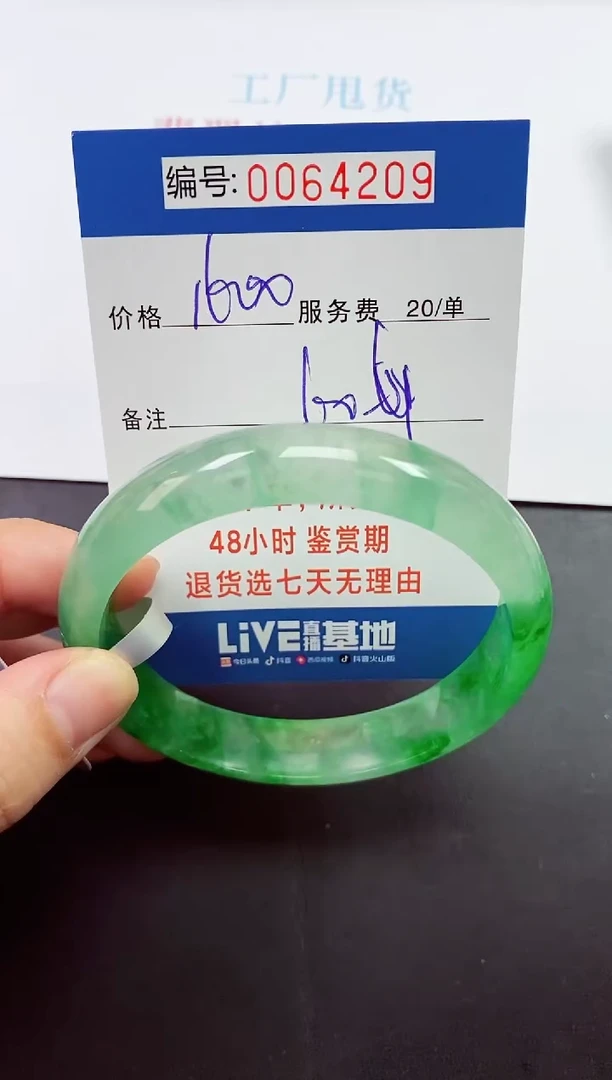 工厂甩货
编号: 0064209
价格 1600 服务费 20/单
备注
48小时 鉴赏期
退货选七天无理由
LiVE直播基地
今日头条 抖音 西瓜视频 抖音火山版